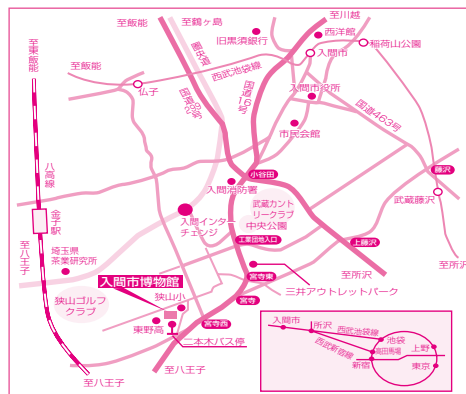 至飯能
至鶴ヶ島
至川越
旧黒須銀行
西洋館
圏央道
稲荷山公園
至東飯能
至飯能
西武池袋線
入間市
国道16号
仏子
国道299号
入間市役所
国道463号
市民会館
八高線
小谷田
藤沢
入間消防署
武蔵藤沢
金子駅
入間インター
チェンジ
武蔵カント
リークラブ
中央公園
工業団地入口
上藤沢
埼玉県
茶業研究所
至八王子
宮寺東
至所沢
至所沢
入間市博物館
三井アウトレットパーク
狭山ゴルフ
クラブ
狭山小
宮寺
東野高
宮寺西
二本木バス停
至八王子
至八王子
入間市
所沢
西武池袋線
池袋
西武新宿線
高田馬場
上野
新宿
東京